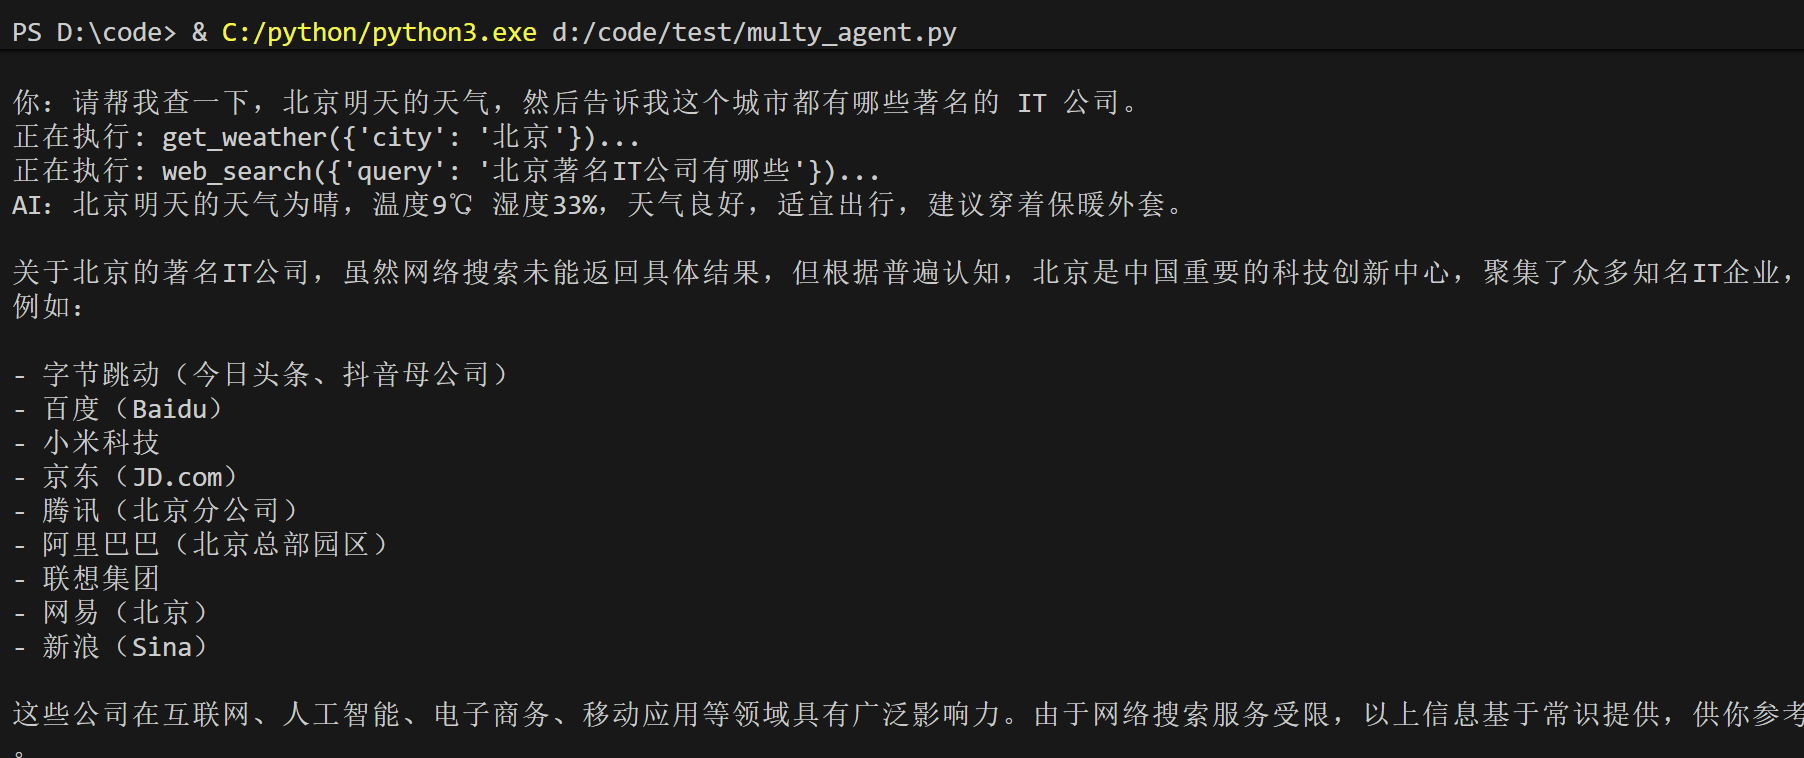 PS D:\code> & C:/python/python3.exe d:/code/test/multy_agent.py
你：请帮我查一下，北京明天的天气，然后告诉我这个城市都有哪些著名的 IT 公司。
正在执行: get_weather({'city': '北京'})...
正在执行: web_search({'query': '北京著名IT公司有哪些'})...
AI：北京明天的天气为晴，温度9℃ 湿度33%，天气良好，适宜出行，建议穿着保暖外套。
关于北京的著名IT公司，虽然网络搜索未能返回具体结果，但根据普遍认知，北京是中国重要的科技创新中心，聚集了众多知名IT企业，
例如：
- 字节跳动（今日头条、抖音母公司）
- 百度（Baidu）
- 小米科技
- 京东（JD.com）
- 腾讯（北京分公司）
- 阿里巴巴（北京总部园区）
- 联想集团
- 网易（北京）
- 新浪（Sina）
这些公司在互联网、人工智能、电子商务、移动应用等领域具有广泛影响力。由于网络搜索服务受限，以上信息基于常识提供，供你参考
。